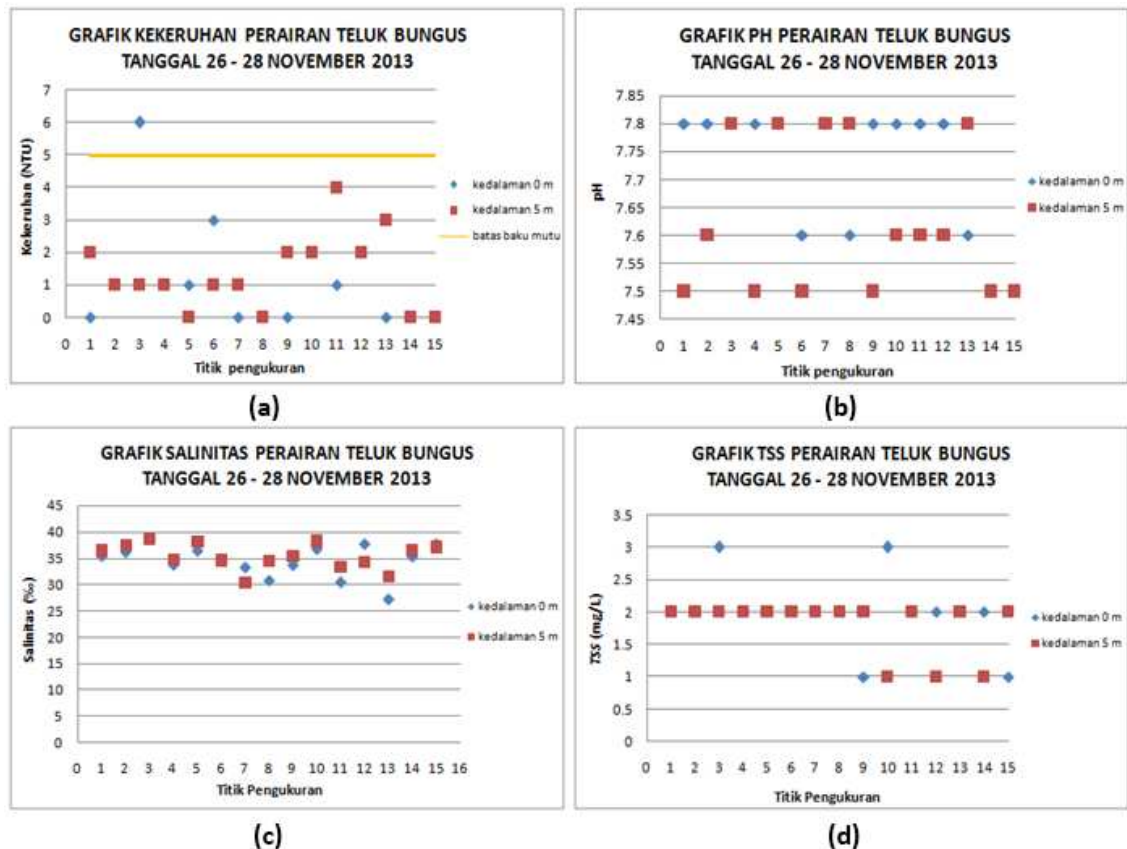 GRAFIK KEKERUHAN PERAIRAN TELUK BUNGUS
TANGGAL 26 - 28 NOVEMBER 2013
Kekeruhan (NTU)
7
6
5
4
3
2
1
0
0 1 2 3 4 5 6 7 8 9 10 11 12 13 14 15
Titik pengukuran
kedalaman 0 m
kedalaman 5 m
batas baku mutu
(a)
GRAFIK PH PERAIRAN TELUK BUNGUS
TANGGAL 26 - 28 NOVEMBER 2013
pH
7.85
7.8
7.75
7.7
7.65
7.6
7.55
7.5
7.45
0 1 2 3 4 5 6 7 8 9 10 11 12 13 14 15
Titik pengukuran
kedalaman 0 m
kedalaman 5 m
(b)
GRAFIK SALINITAS PERAIRAN TELUK BUNGUS
TANGGAL 26 - 28 NOVEMBER 2013
Salinitas (‰)
45
40
35
30
25
20
15
10
5
0
0 1 2 3 4 5 6 7 8 9 10 11 12 13 14 15 16
Titik Pengukuran
kedalaman 0 m
kedalaman 5 m
(c)
GRAFIK TSS PERAIRAN TELUK BUNGUS
TANGGAL 26 - 28 NOVEMBER 2013
TSS (mg/L)
3.5
3
2.5
2
1.5
1
0.5
0
0 1 2 3 4 5 6 7 8 9 10 11 12 13 14 15
Titik Pengukuran
kedalaman 0 m
kedalaman 5 m
(d)